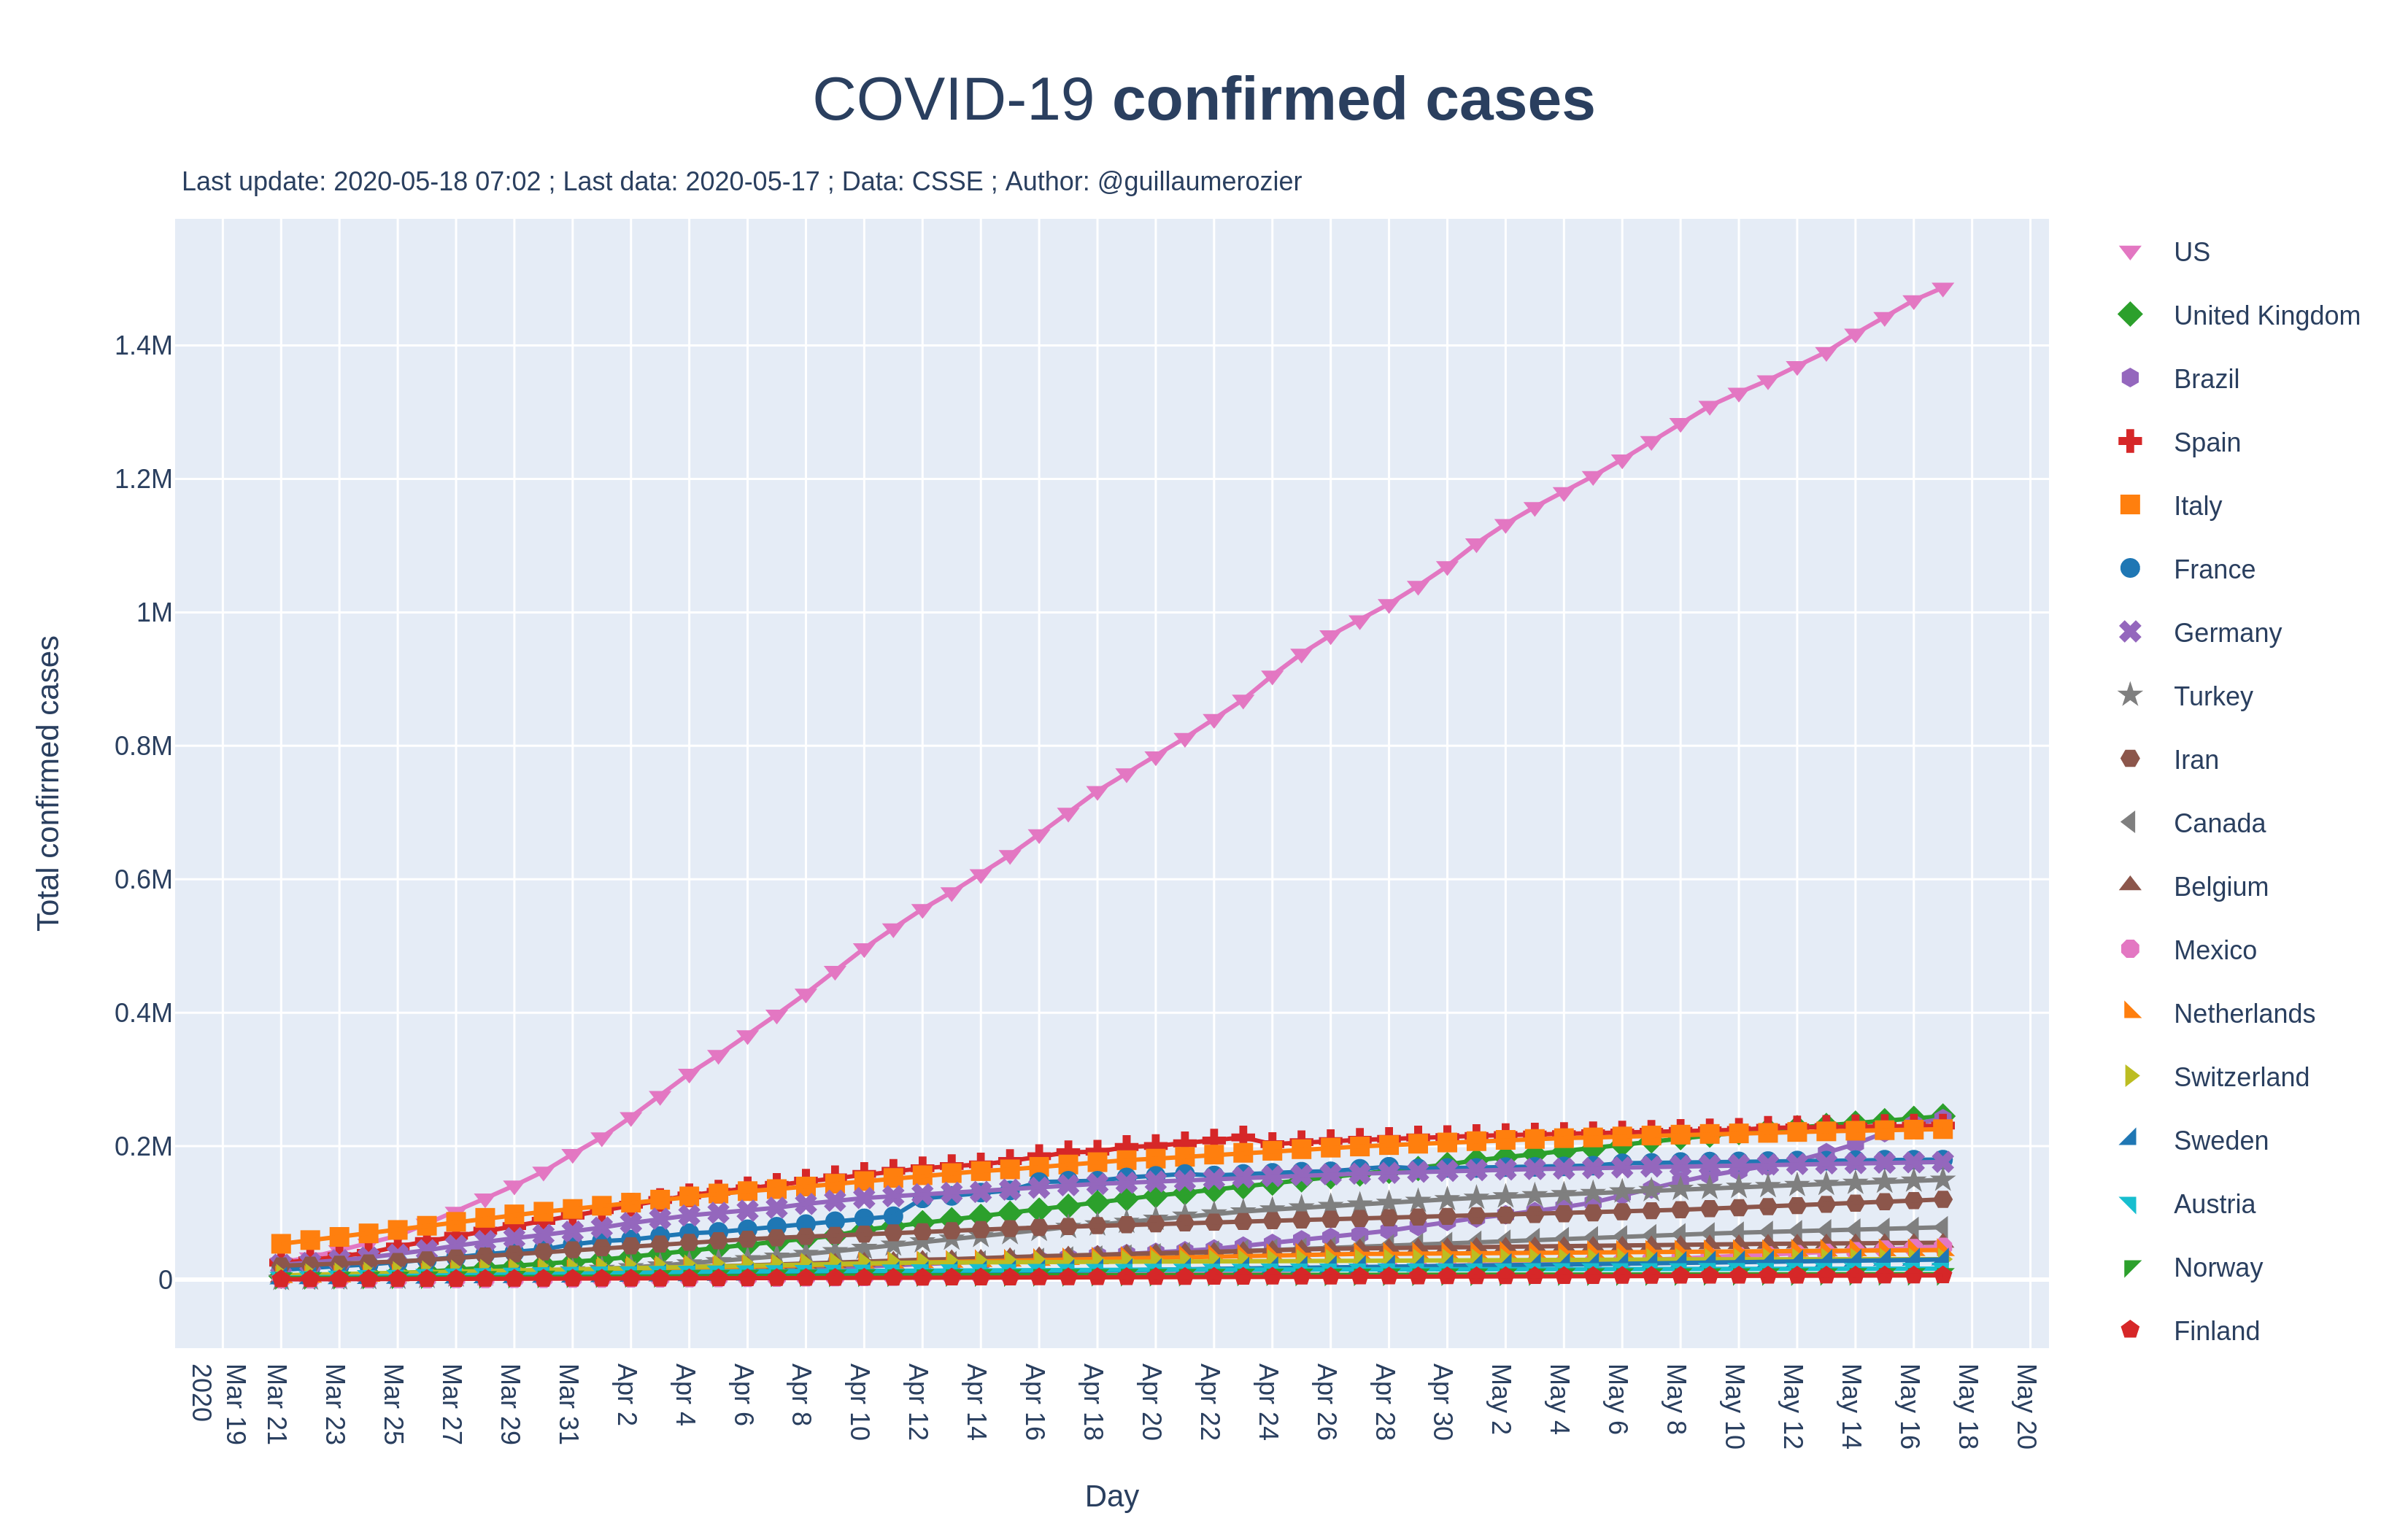 COVID-19 confirmed cases
Last update: 2020-05-18 07:02 ; Last data: 2020-05-17 ; Data: CSSE ; Author: @guillaumerozier
Total confirmed cases
1.4M
1.2M
1M
0.8M
0.6M
0.4M
0.2M
0
Mar 19
2020
Mar 21
Mar 23
Mar 25
Mar 27
Mar 29
Mar 31
Apr 2
Apr 4
Apr 6
Apr 8
Apr 10
Apr 12
Apr 14
Apr 16
Apr 18
Apr 20
Apr 22
Apr 24
Apr 26
Apr 28
Apr 30
May 2
May 4
May 6
May 8
May 10
May 12
May 14
May 16
May 18
May 20
Day
US
United Kingdom
Brazil
Spain
Italy
France
Germany
Turkey
Iran
Canada
Belgium
Mexico
Netherlands
Switzerland
Sweden
Austria
Norway
Finland